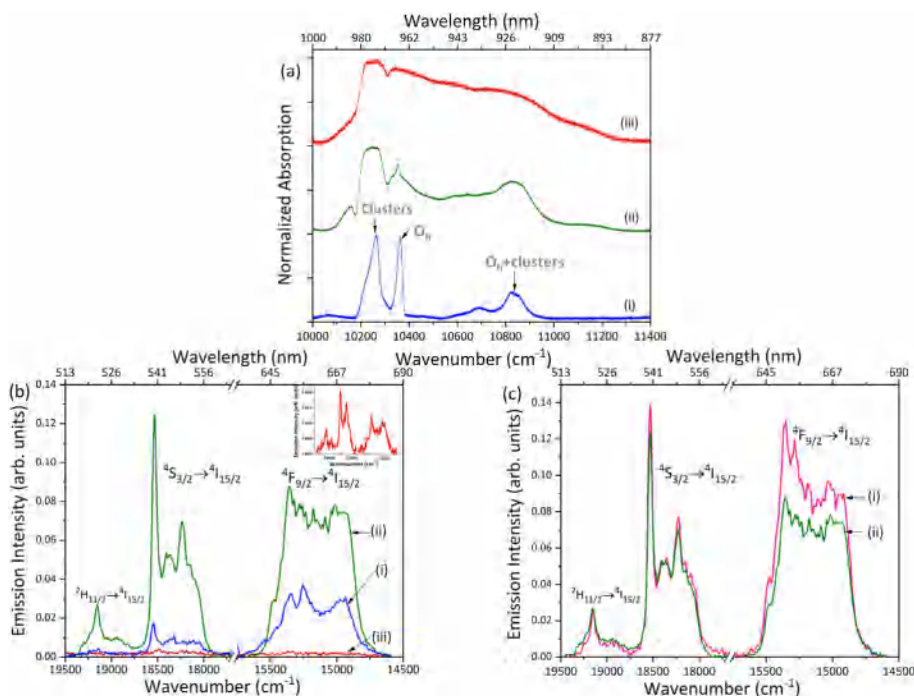 Wavelength (nm)
1000 980 962 943 926 909 893 877
(a)
Normalized Absorption
(iii)
(ii)
Clusters
Oₕ
Oₕ+clusters
(i)
10000 10200 10400 10600 10800 11000 11200 11400
Wavenumber (cm⁻¹)
Wavelength (nm)
513 526 541 556 645 667 690
(b)
Emission Intensity (arb. units)
0.14
0.12
0.10
0.08
0.06
0.04
0.02
0.00
⁴S₃/₂→⁴I₁₅/₂
⁴F₉/₂→⁴I₁₅/₂
²H₁₁/₂→⁴I₁₅/₂
(ii)
(i)
(iii)
19500 19000 18500 18000 15500 15000 14500
Wavenumber (cm⁻¹)
Wavelength (nm)
513 526 541 556 645 667 690
(c)
Emission Intensity (arb. units)
0.14
0.12
0.10
0.08
0.06
0.04
0.02
0.00
⁴S₃/₂→⁴I₁₅/₂
⁴F₉/₂→⁴I₁₅/₂
²H₁₁/₂→⁴I₁₅/₂
(i)
(ii)
19500 19000 18500 18000 15500 15000 14500
Wavenumber (cm⁻¹)